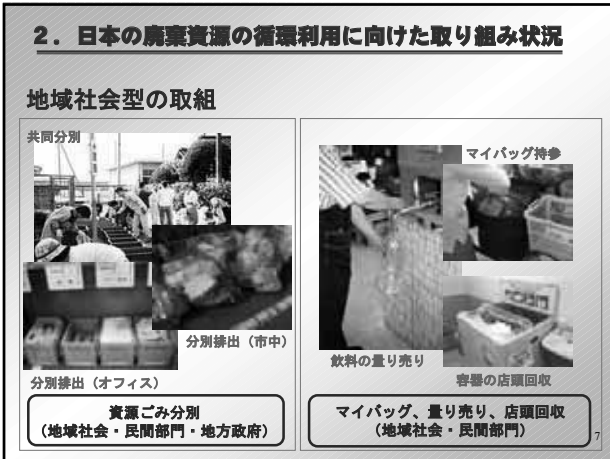 2．日本の廃棄資源の循環利用に向けた取り組み状況
地域社会型の取組
共同分別
分別排出（市中）
分別排出（オフィス）
資源ごみ分別
（地域社会・民間部門・地方政府）
マイバッグ持参
飲料の量り売り
容器の店頭回収
マイバッグ、量り売り、店頭回収
（地域社会・民間部門）
7